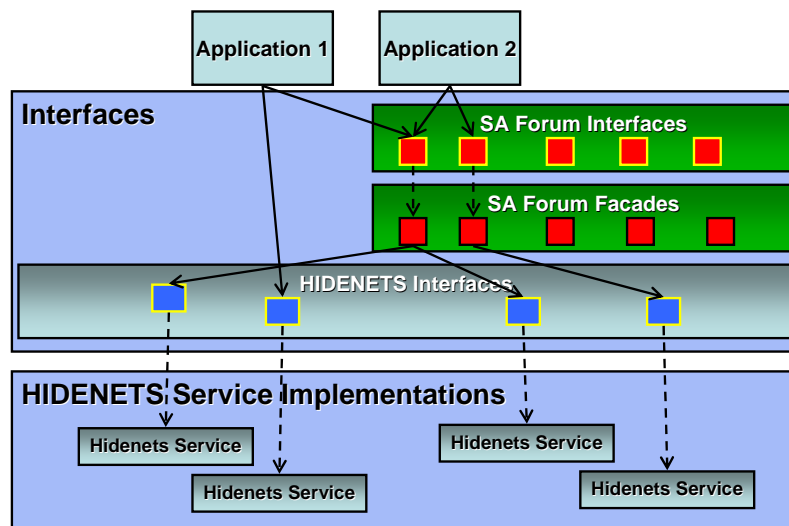 Application 1
Application 2
Interfaces
SA Forum Interfaces
SA Forum Facades
HIDENETS Interfaces
HIDENETS Service Implementations
Hidenets Service
Hidenets Service
Hidenets Service
Hidenets Service